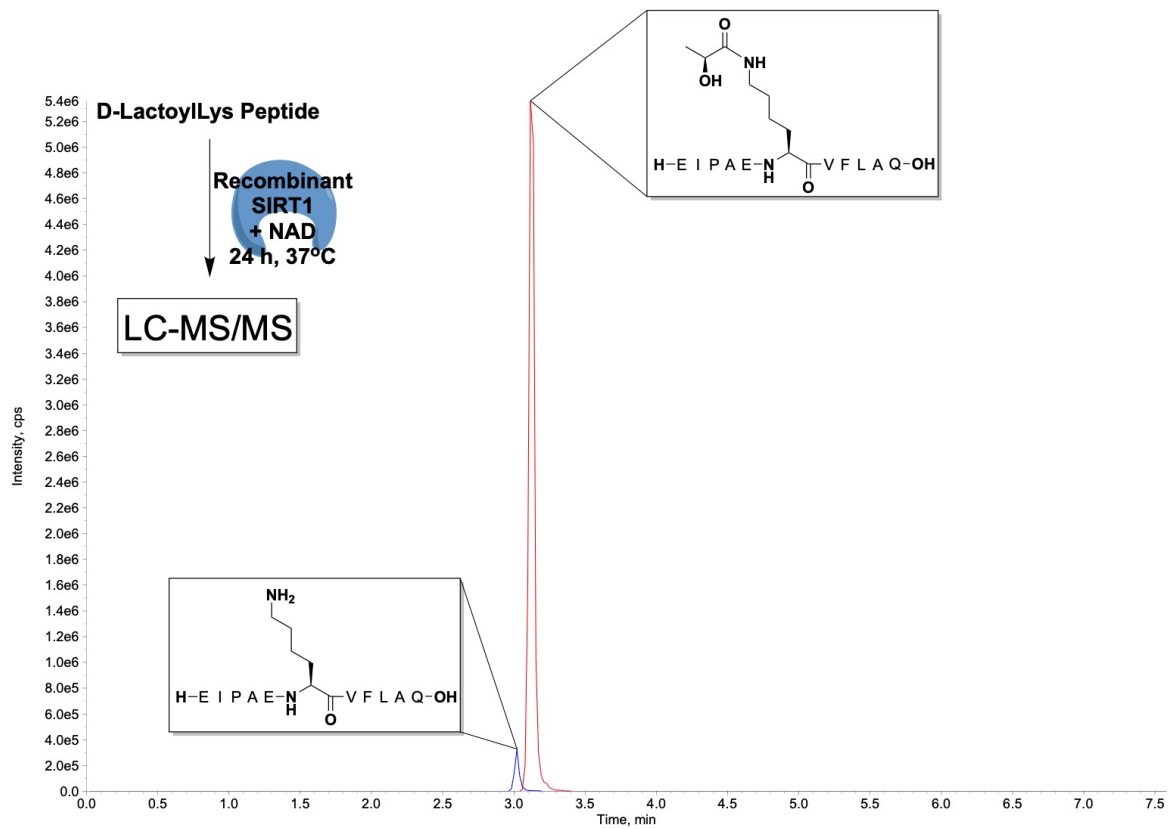 D-LactoylLys Peptide
Recombinant
SIRT1
+ NAD
24 h, 37ºC
LC-MS/MS
O
NH
OH
H–E I P A E–N
H
O
V F L A Q–OH
NH2
H–E I P A E–N
H
O
V F L A Q–OH
Intensity, cps
5.4e6
5.2e6
5.0e6
4.8e6
4.6e6
4.4e6
4.2e6
4.0e6
3.8e6
3.6e6
3.4e6
3.2e6
3.0e6
2.8e6
2.6e6
2.4e6
2.2e6
2.0e6
1.8e6
1.6e6
1.4e6
1.2e6
1.0e6
8.0e5
6.0e5
4.0e5
2.0e5
0.0
0.0 0.5 1.0 1.5 2.0 2.5 3.0 3.5 4.0 4.5 5.0 5.5 6.0 6.5 7.0 7.5
Time, min